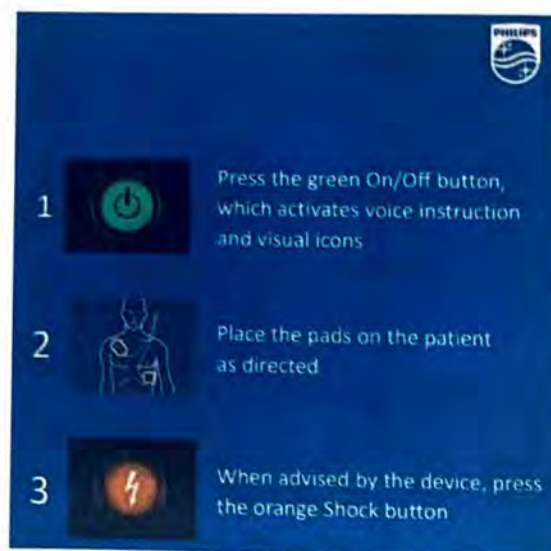 PHILIPS
1
Press the green On/Off button,
which activates voice instruction
and visual icons
2
Place the pads on the patient
as directed
3
When advised by the device, press
the orange Shock button